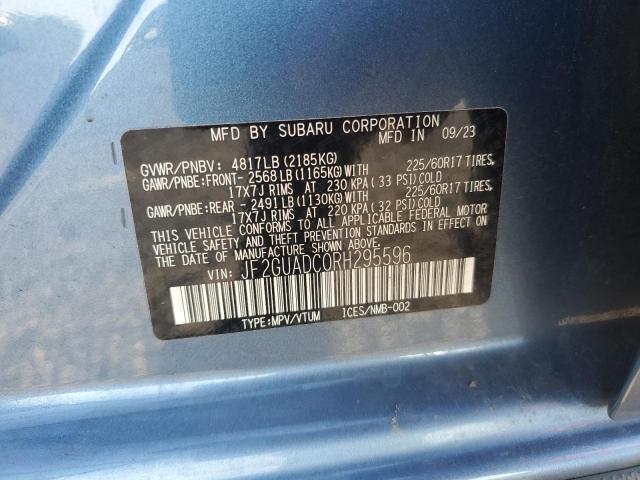 MFD BY SUBARU CORPORATION
MFD IN 09/23
GVWR/PNBV: 4817LB (2185KG)
GAWR/PNBE:FRONT- 2568 LB (1165KG) WITH 225/60R17 TIRES,
17X7J RIMS AT 230 KPA (33 PSI) COLD
GAWR/PNBE:REAR - 2491 LB (1130KG) WITH 225/60R17 TIRES,
17X7J RIMS AT 220 KPA (32 PSI) COLD
THIS VEHICLE CONFORMS TO ALL APPLICABLE FEDERAL MOTOR
VEHICLE SAFETY AND BUMPER STANDARDS IN EFFECT ON
THE DATE OF MANUFACTURE SHOWN ABOVE.
VIN: JF2GUADC0RH295596
TYPE:MPV/VTUM ICES/NMB-002